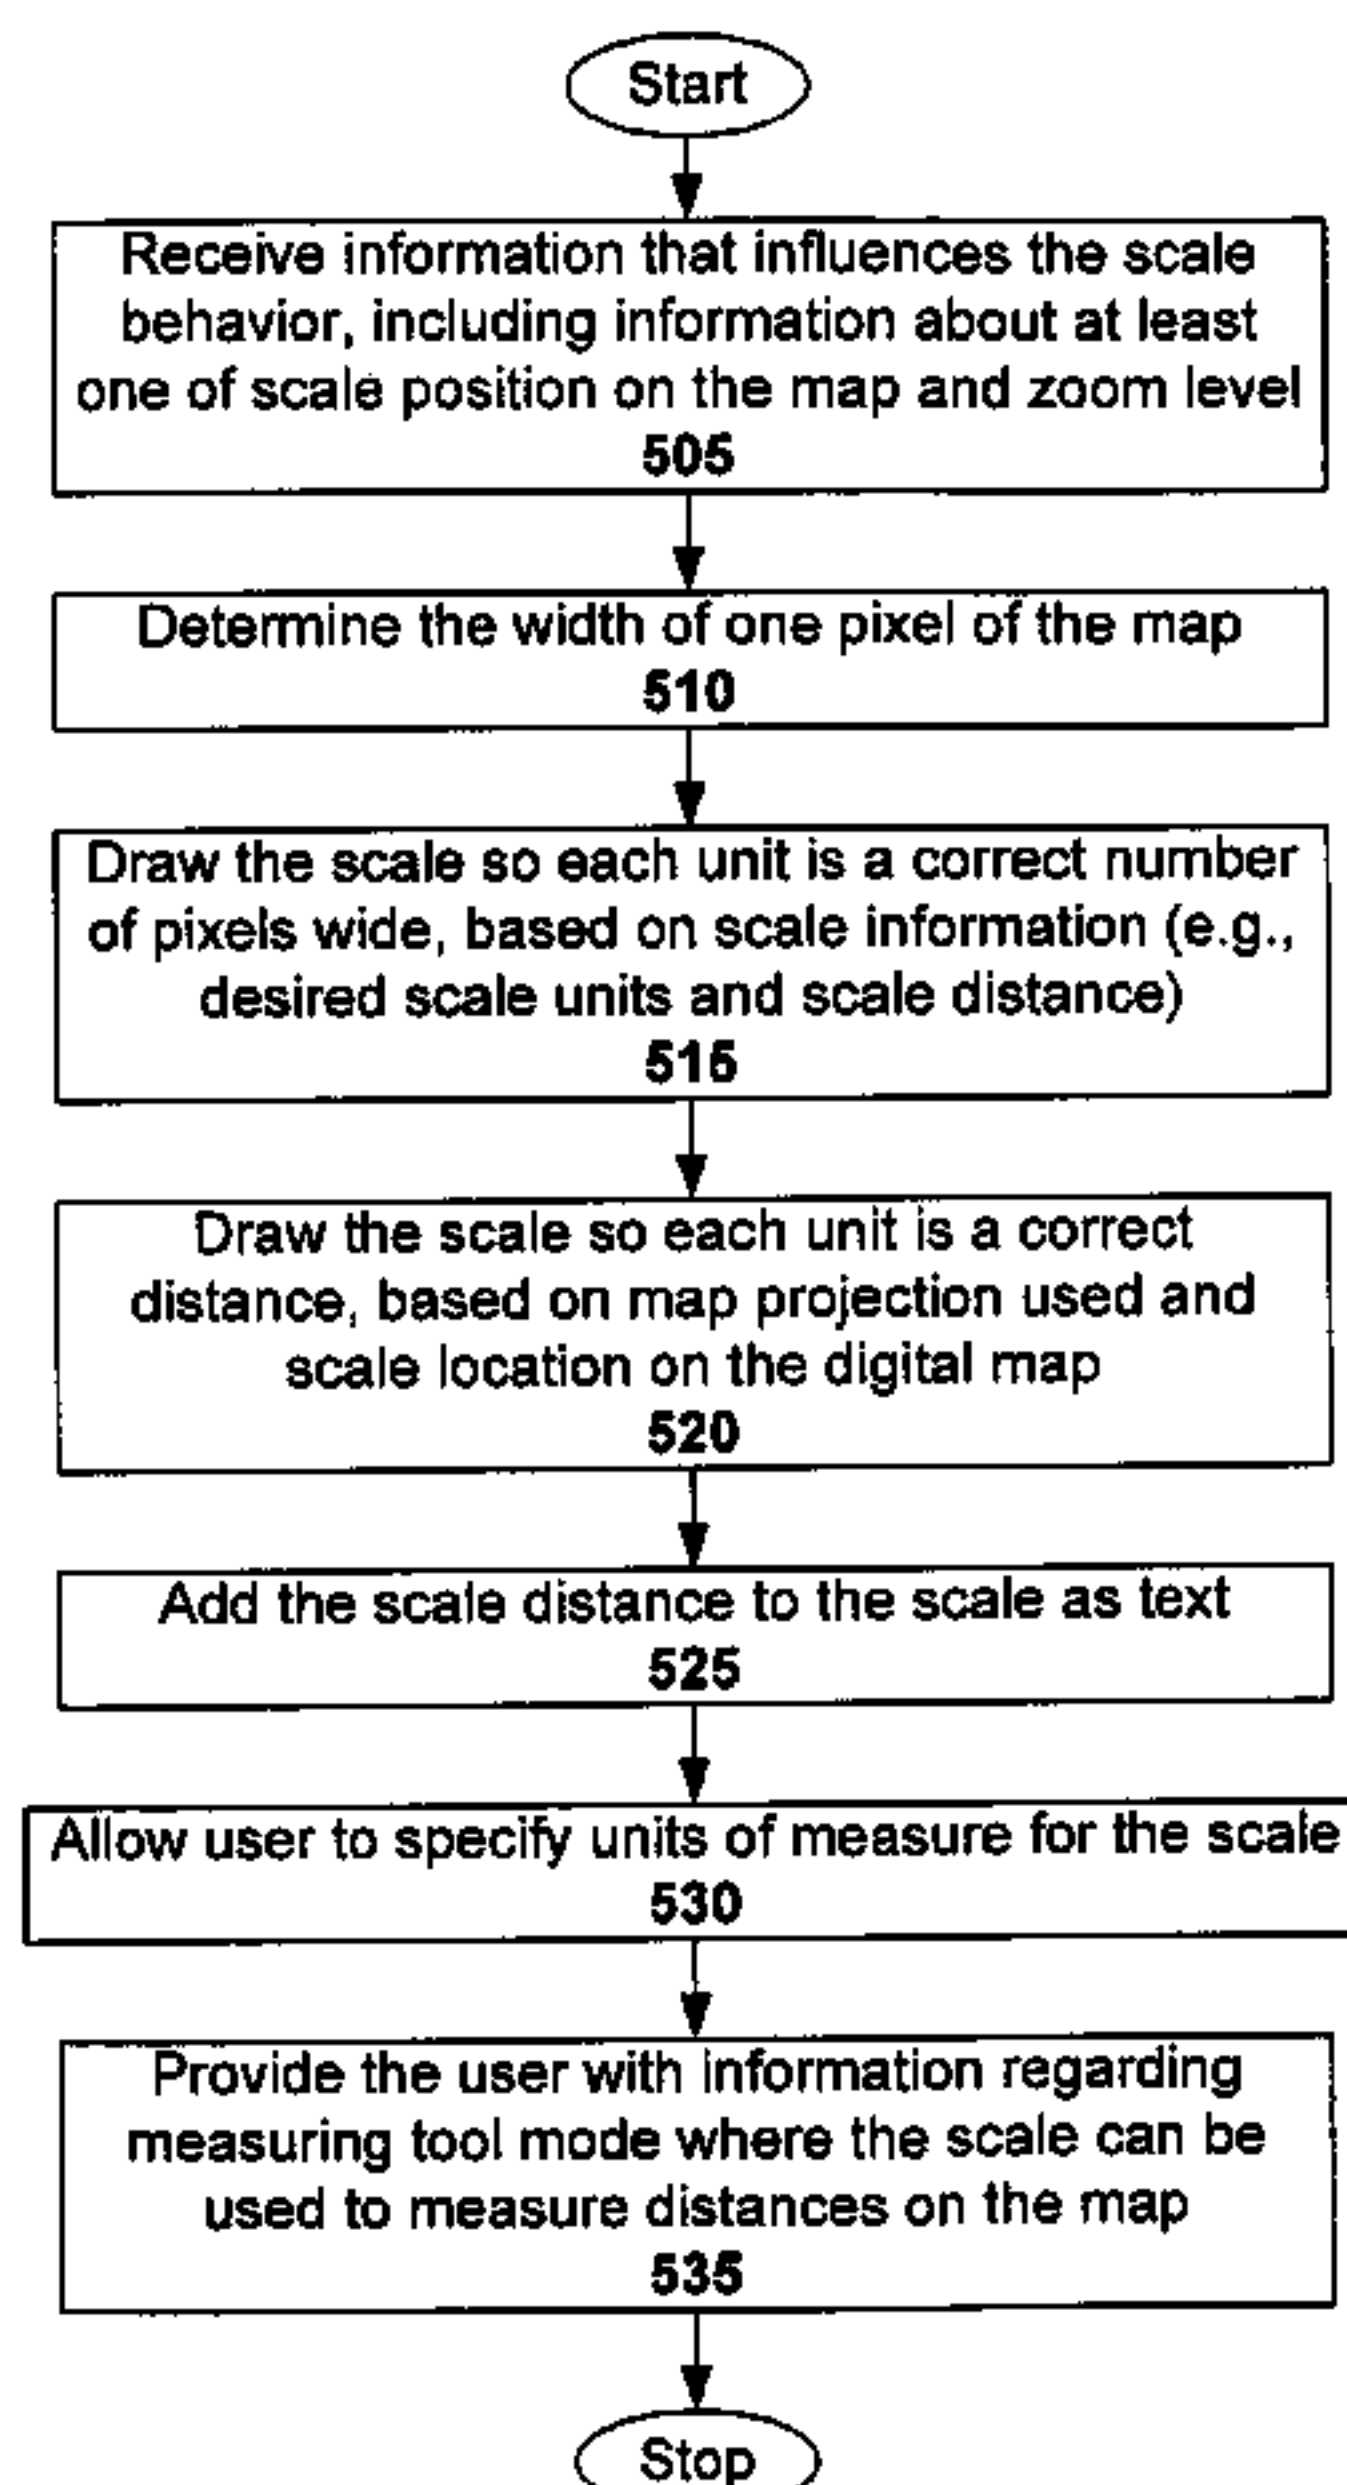 Start
Receive information that influences the scale
behavior, including information about at least
one of scale position on the map and zoom level
505
Determine the width of one pixel of the map
510
Draw the scale so each unit is a correct number
of pixels wide, based on scale information (e.g.,
desired scale units and scale distance)
515
Draw the scale so each unit is a correct
distance, based on map projection used and
scale location on the digital map
520
Add the scale distance to the scale as text
525
Allow user to specify units of measure for the scale
530
Provide the user with information regarding
measuring tool mode where the scale can be
used to measure distances on the map
535
Stop